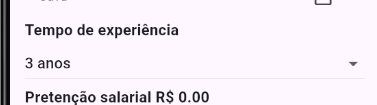 Tempo de experiência
3 anos
Pretenção salarial R$ 0.00